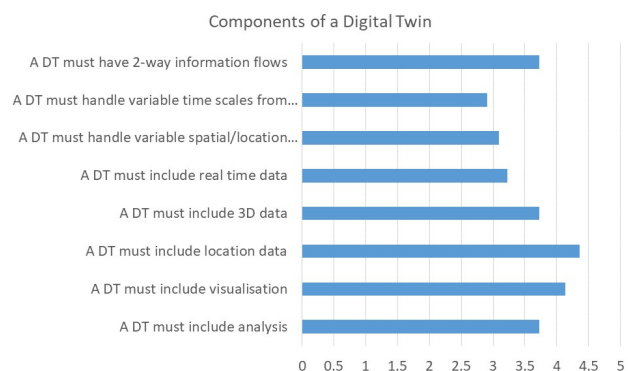 Components of a Digital Twin
A DT must have 2-way information flows
A DT must handle variable time scales from...
A DT must handle variable spatial/location...
A DT must include real time data
A DT must include 3D data
A DT must include location data
A DT must include visualisation
A DT must include analysis
0 0.5 1 1.5 2 2.5 3 3.5 4 4.5 5